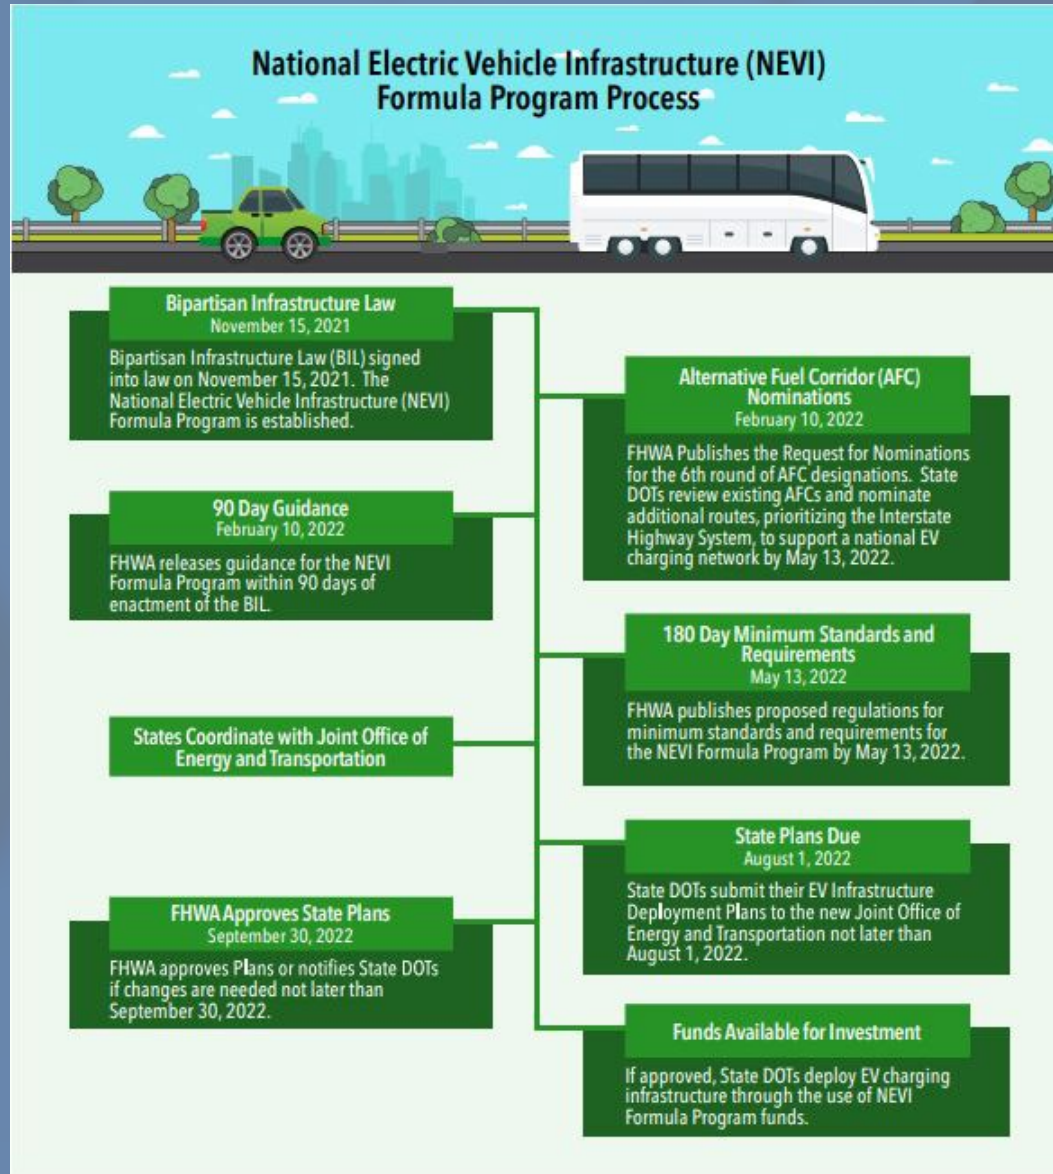 National Electric Vehicle Infrastructure (NEVI)
Formula Program Process
Bipartisan Infrastructure Law
November 15, 2021
Bipartisan Infrastructure Law (BIL) signed
into law on November 15, 2021. The
National Electric Vehicle Infrastructure (NEVI)
Formula Program is established.
Alternative Fuel Corridor (AFC)
Nominations
February 10, 2022
FHWA Publishes the Request for Nominations
for the 6th round of AFC designations. State
DOTs review existing AFCs and nominate
additional routes, prioritizing the Interstate
Highway System, to support a national EV
charging network by May 13, 2022.
90 Day Guidance
February 10, 2022
FHWA releases guidance for the NEVI
Formula Program within 90 days of
enactment of the BIL.
180 Day Minimum Standards and
Requirements
May 13, 2022
FHWA publishes proposed regulations for
minimum standards and requirements for
the NEVI Formula Program by May 13, 2022.
States Coordinate with Joint Office of
Energy and Transportation
State Plans Due
August 1, 2022
State DOTs submit their EV Infrastructure
Deployment Plans to the new Joint Office of
Energy and Transportation not later than
August 1, 2022.
FHWA Approves State Plans
September 30, 2022
FHWA approves Plans or notifies State DOTs
if changes are needed not later than
September 30, 2022.
Funds Available for Investment
If approved, State DOTs deploy EV charging
infrastructure through the use of NEVI
Formula Program funds.